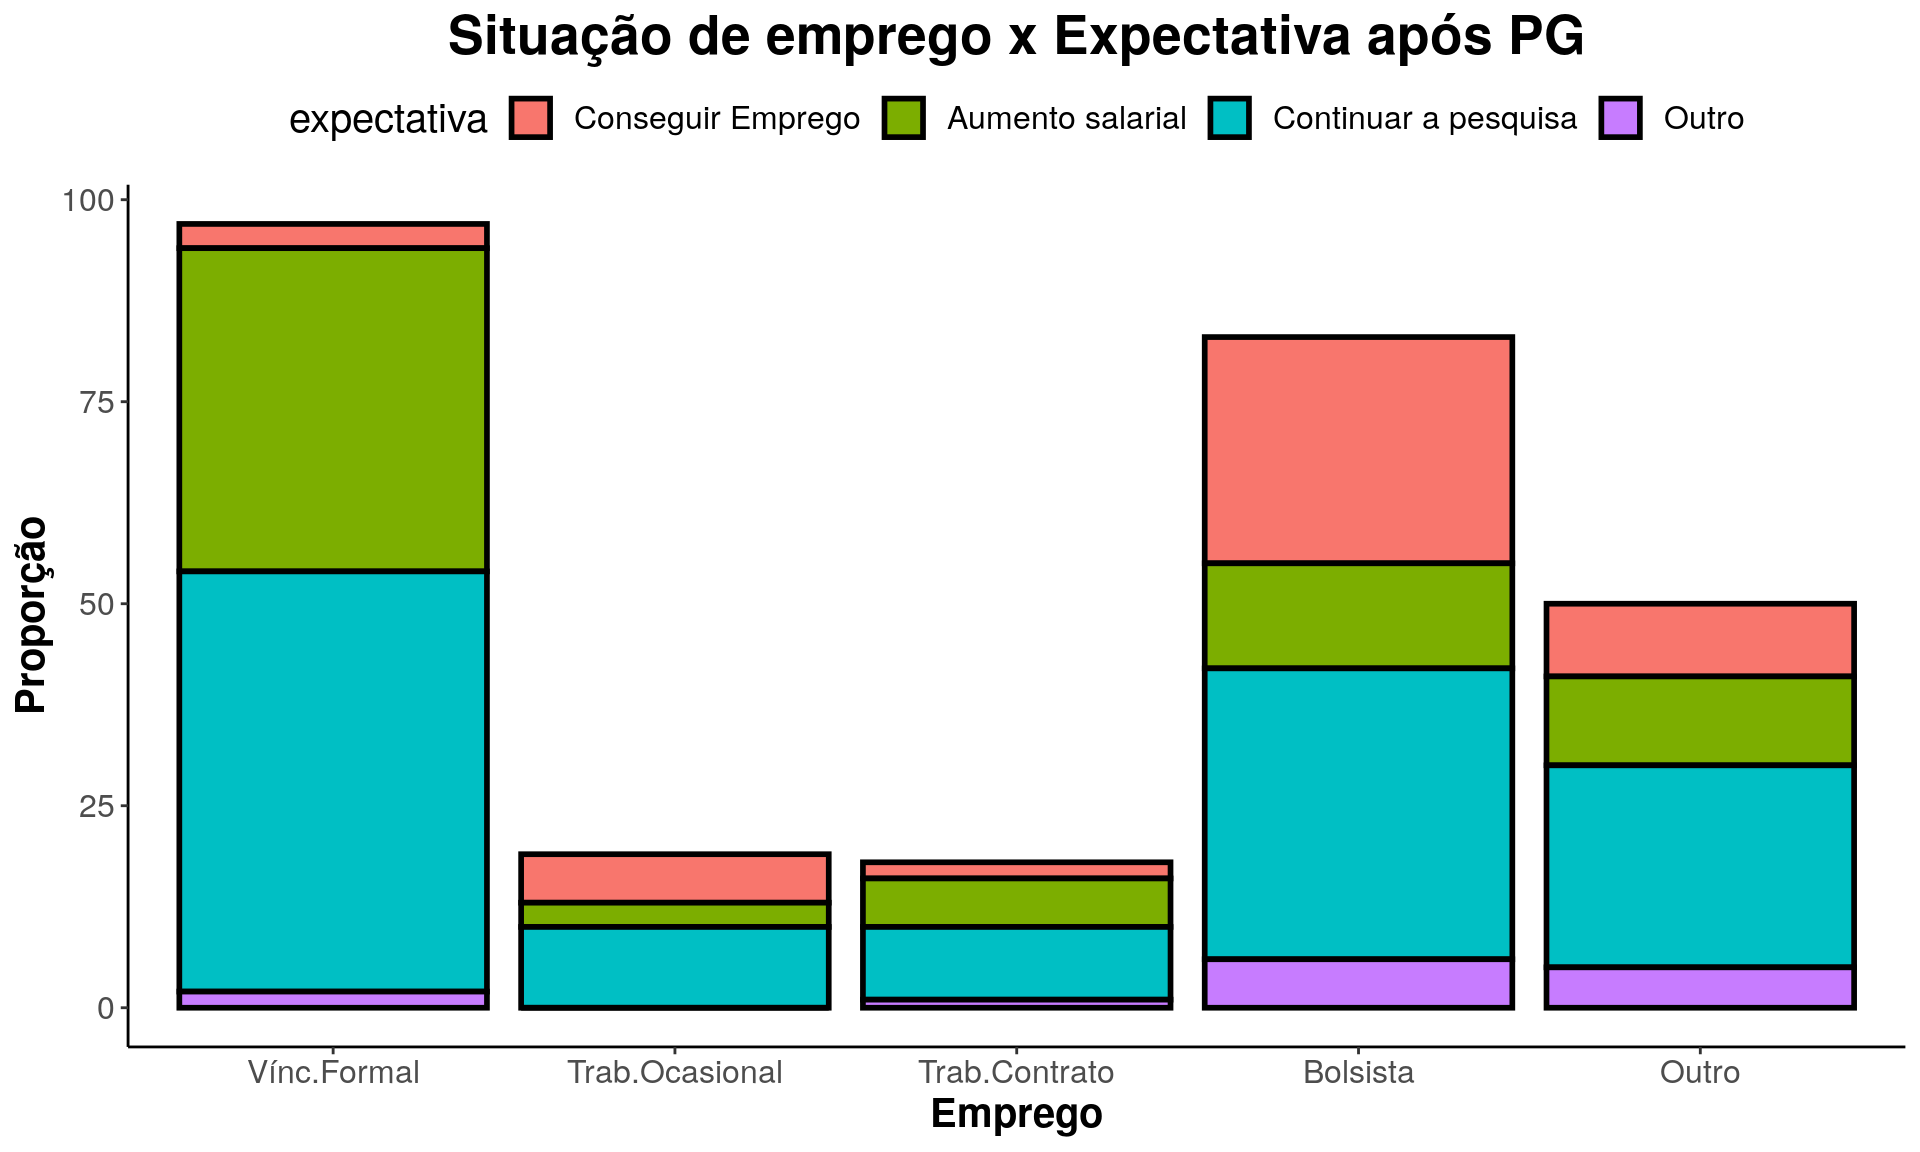 Situação de emprego x Expectativa após PG
expectativa Conseguir Emprego Aumento salarial Continuar a pesquisa Outro
Proporção
100
75
50
25
0
Vínc.Formal Trab.Ocasional Trab.Contrato Bolsista Outro
Emprego